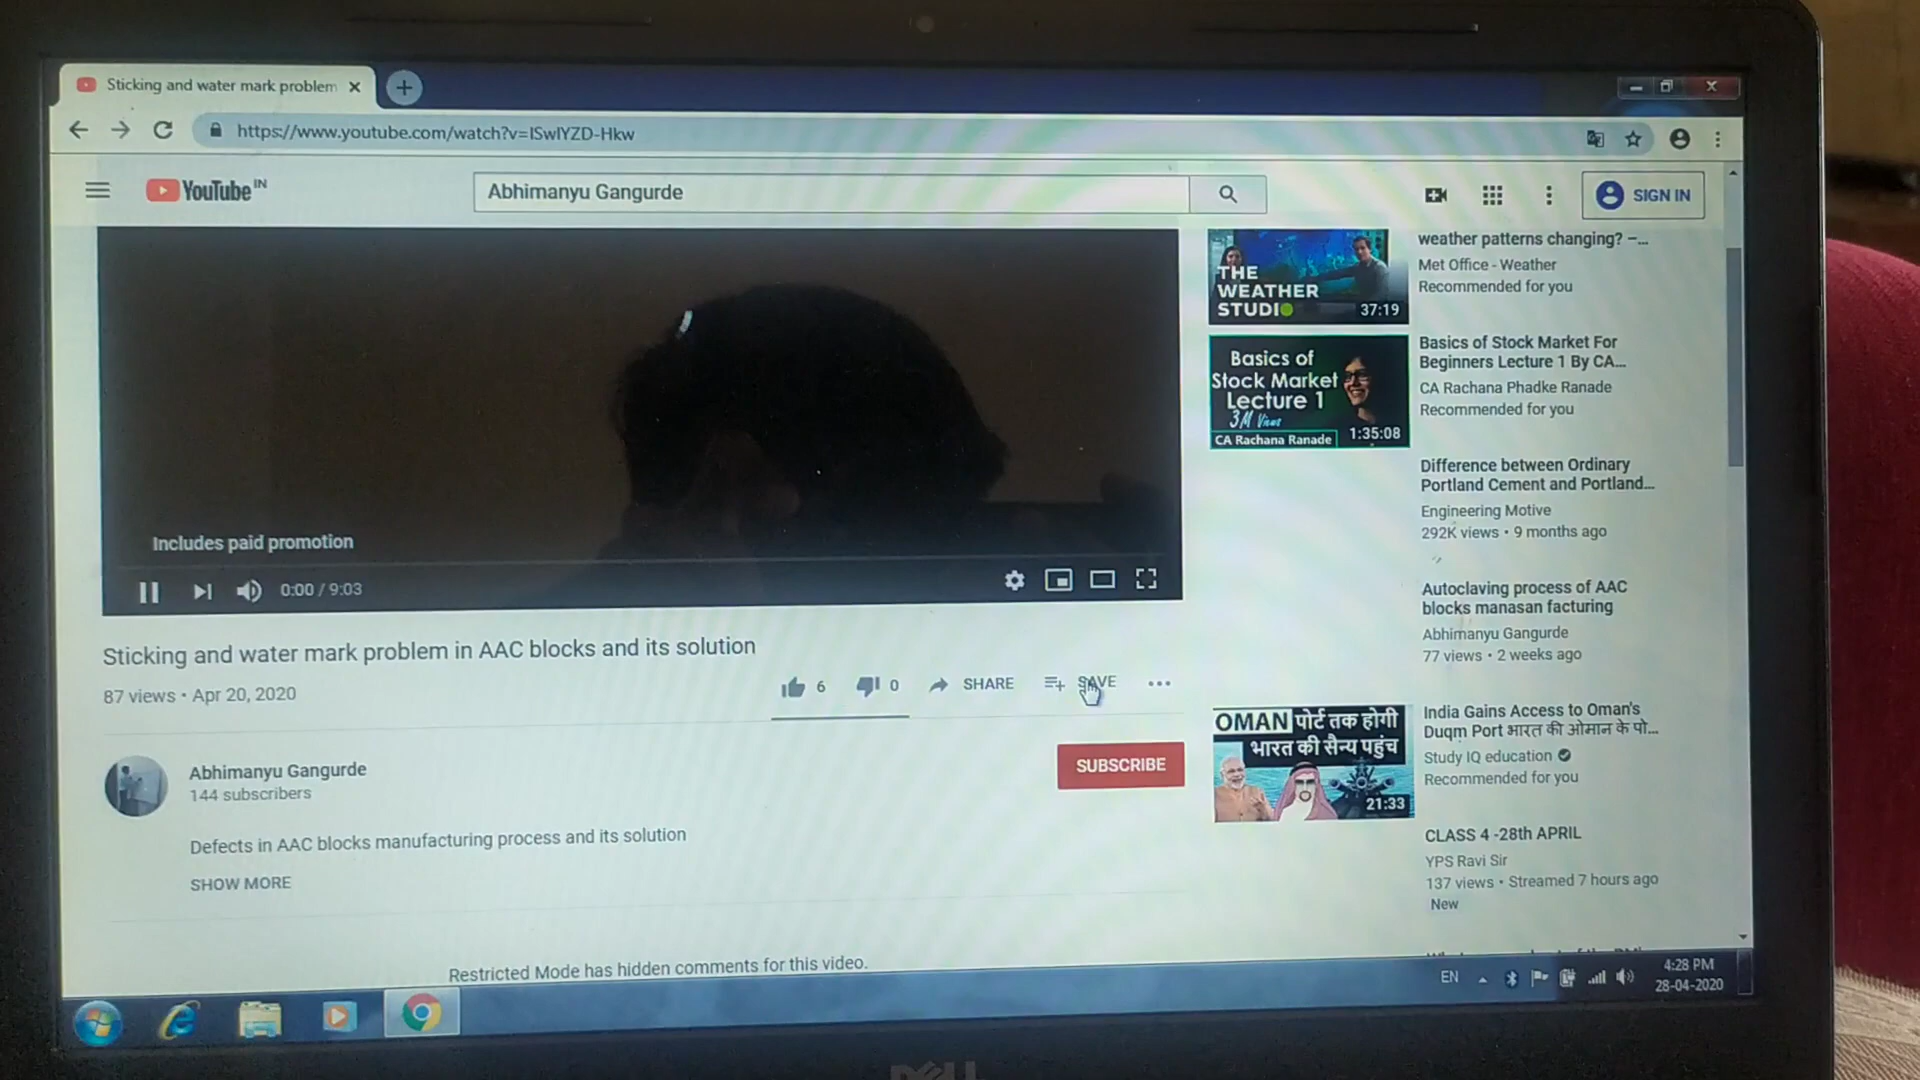 Sticking and water mark problem
https://www.youtube.com/watch?v=ISwIYZD-Hkw
YouTube IN
Abhimanyu Gangurde
SIGN IN
Includes paid promotion
0:00 / 9:03
Sticking and water mark problem in AAC blocks and its solution
87 views • Apr 20, 2020
6
0
SHARE
SAVE
Abhimanyu Gangurde
144 subscribers
SUBSCRIBE
Defects in AAC blocks manufacturing process and its solution
SHOW MORE
Restricted Mode has hidden comments for this video.
THE
WEATHER
STUDIO
37:19
weather patterns changing? –...
Met Office - Weather
Recommended for you
Basics of
Stock Market
Lecture 1
3M Views
CA Rachana Ranade
1:35:08
Basics of Stock Market For
Beginners Lecture 1 By CA...
CA Rachana Phadke Ranade
Recommended for you
Difference between Ordinary
Portland Cement and Portland...
Engineering Motive
292K views • 9 months ago
Autoclaving process of AAC
blocks manasan facturing
Abhimanyu Gangurde
77 views • 2 weeks ago
OMAN पोर्ट तक होगी
भारत की सैन्य पहुंच
21:33
India Gains Access to Oman's
Duqm Port भारत की ओमान के पो...
Study IQ education
Recommended for you
CLASS 4 -28th APRIL
YPS Ravi Sir
137 views • Streamed 7 hours ago
New
EN
4:28 PM
28-04-2020
DELL